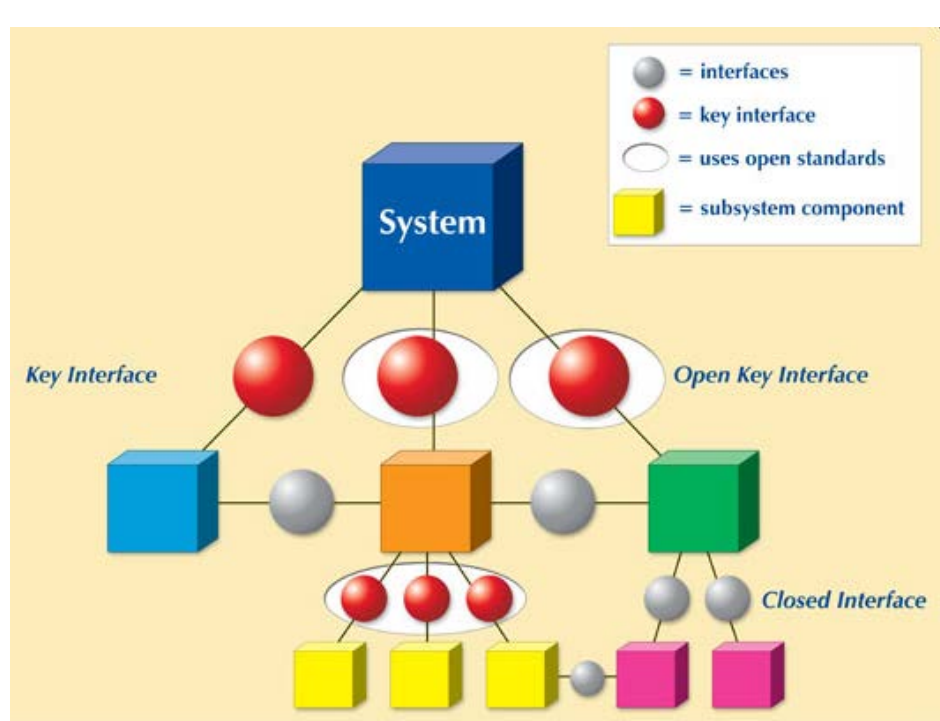 = interfaces
= key interface
= uses open standards
= subsystem component
System
Key Interface
Open Key Interface
Closed Interface